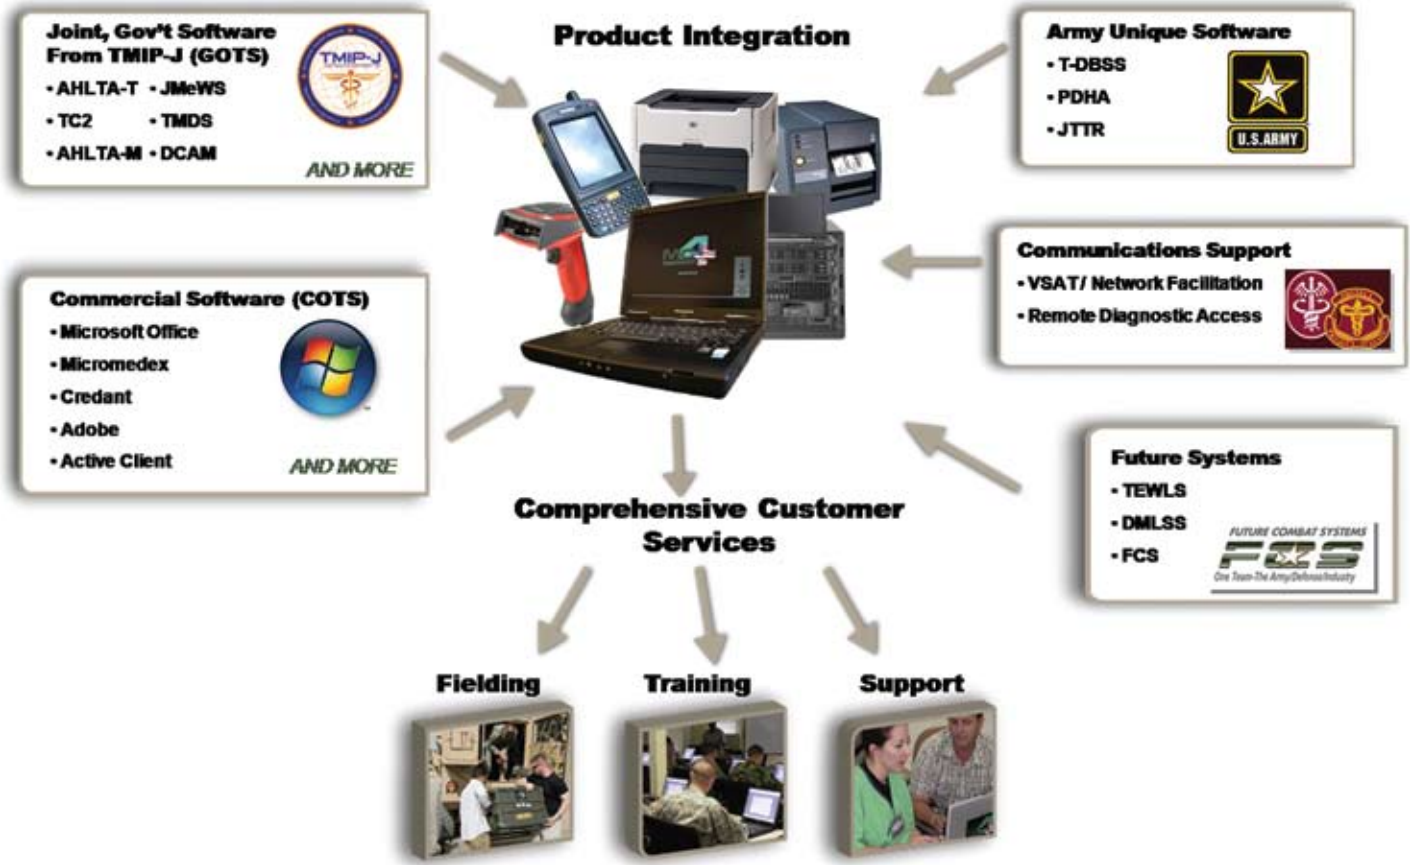 Joint, Gov't Software
From TMIP-J (GOTS)
• AHLTA-T • JMeWS
• TC2 • TMDS
• AHLTA-M • DCAM
TMIP-J
AND MORE
Product Integration
MC4
Army Unique Software
• T-DBSS
• PDHA
• JTTR
U.S.ARMY
Communications Support
• VSAT/ Network Facilitation
• Remote Diagnostic Access
Commercial Software (COTS)
• Microsoft Office
• Micromedex
• Credant
• Adobe
• Active Client
AND MORE
Future Systems
• TEWLS
• DMLSS
• FCS
FUTURE COMBAT SYSTEMS
FCS
One Team-The Army/Defense/Industry
Comprehensive Customer
Services
Fielding
Training
Support